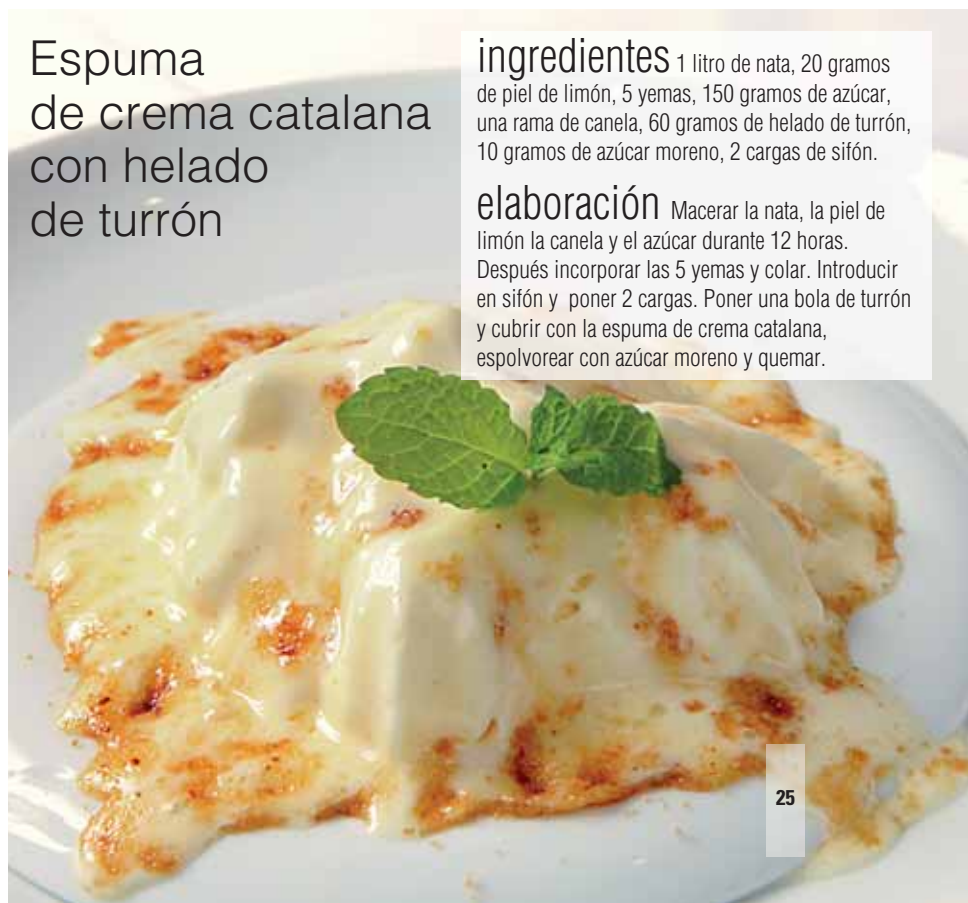 Espuma
de crema catalana
con helado
de turrón
ingredientes 1 litro de nata, 20 gramos
de piel de limón, 5 yemas, 150 gramos de azúcar,
una rama de canela, 60 gramos de helado de turrón,
10 gramos de azúcar moreno, 2 cargas de sifón.
elaboración Macerar la nata, la piel de
limón la canela y el azúcar durante 12 horas.
Después incorporar las 5 yemas y colar. Introducir
en sifón y poner 2 cargas. Poner una bola de turrón
y cubrir con la espuma de crema catalana,
espolvorear con azúcar moreno y quemar.
25